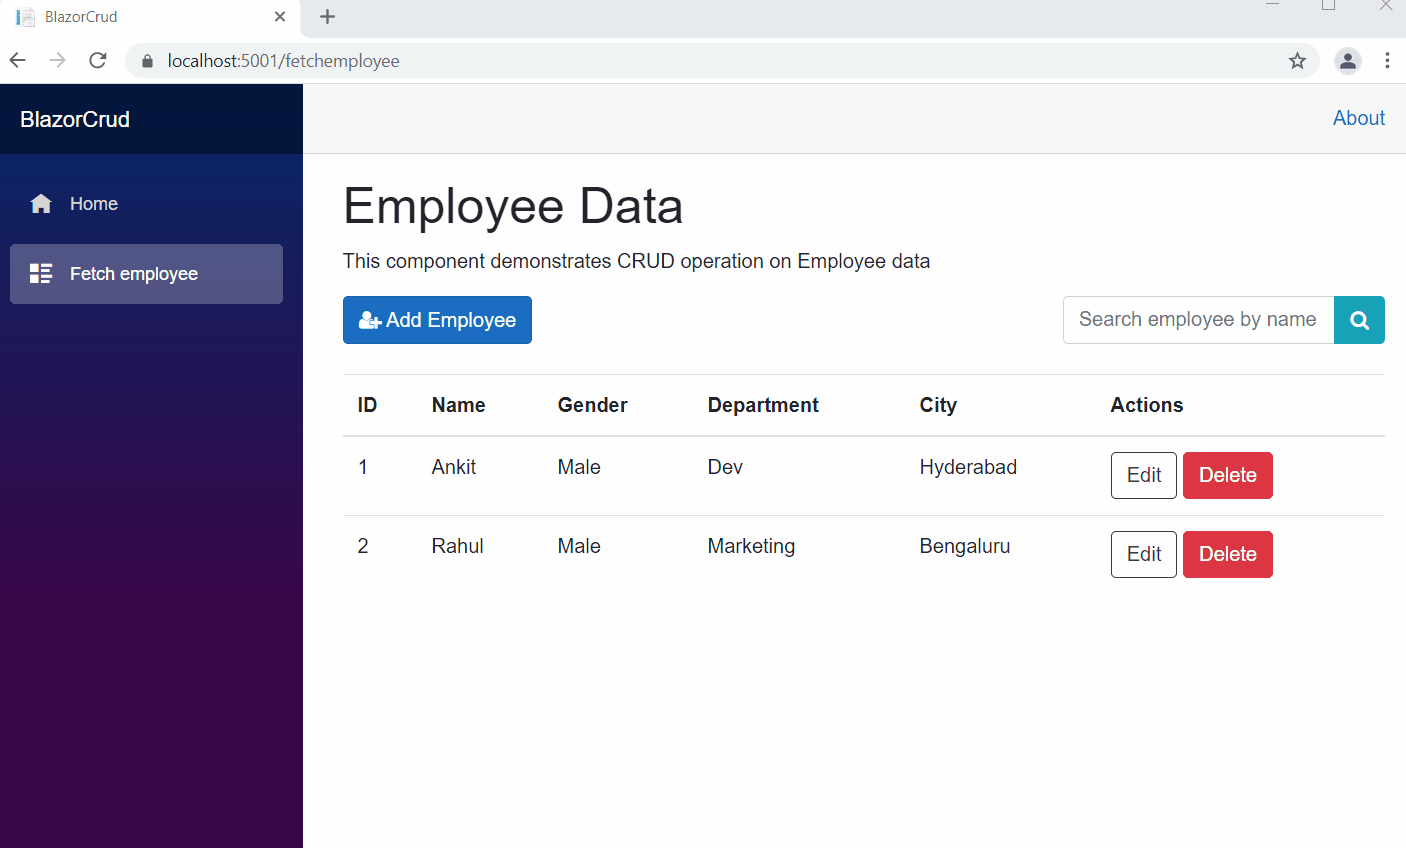 BlazorCrud
localhost:5001/fetchemployee
BlazorCrud
About
Home
Fetch employee
Employee Data
This component demonstrates CRUD operation on Employee data
Add Employee
Search employee by name
ID Name Gender Department City Actions
1 Ankit Male Dev Hyderabad Edit Delete
2 Rahul Male Marketing Bengaluru Edit Delete